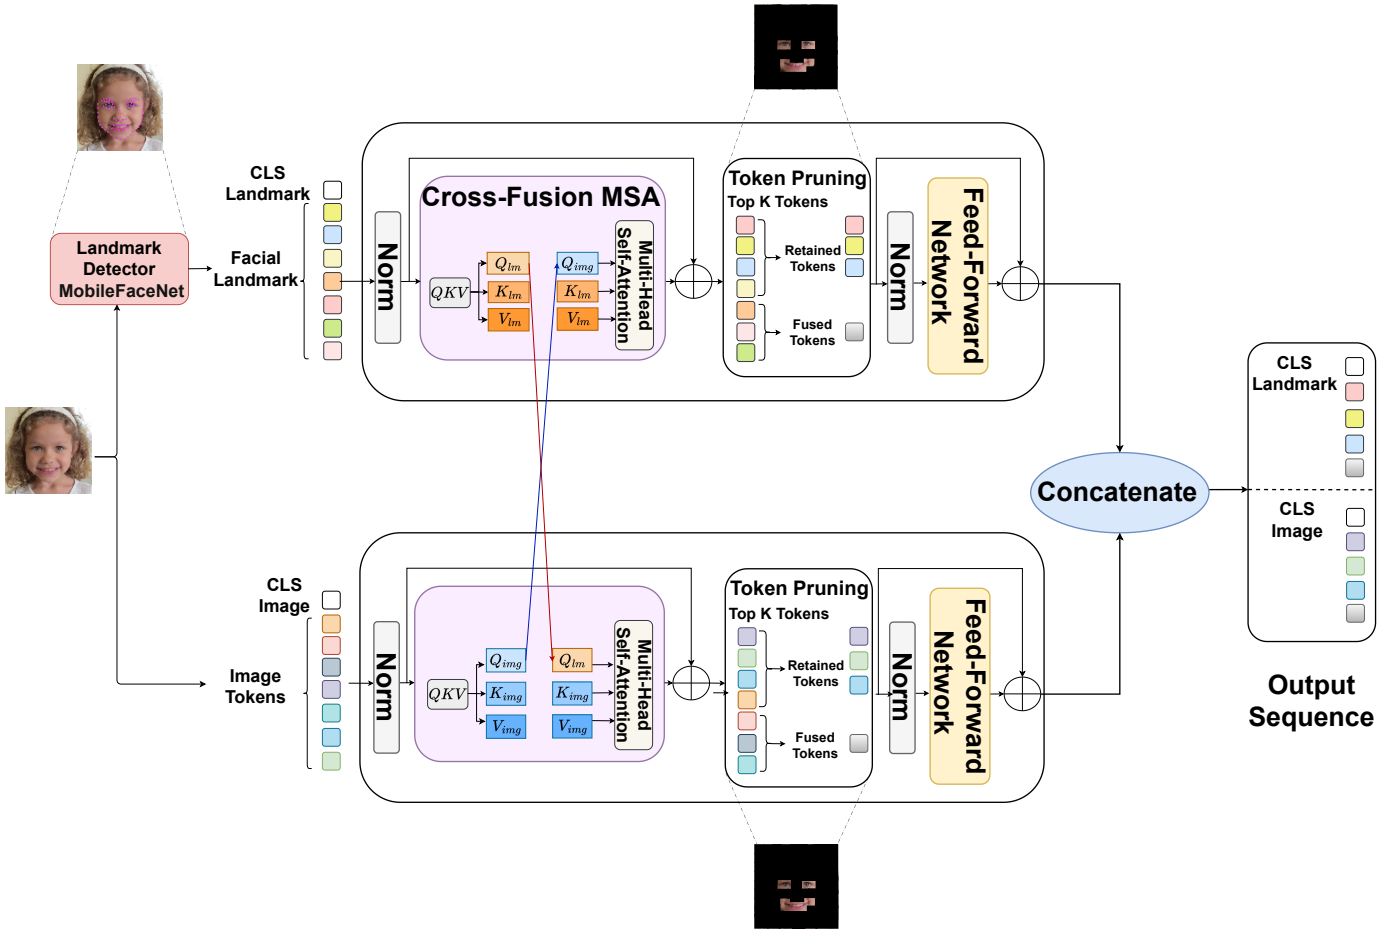 CLS
Landmark
Landmark
Detector
MobileFaceNet
Facial
Landmark
Norm
Cross-Fusion MSA
QKV
Q_lm
K_lm
V_lm
Q_img
K_lm
V_lm
Multi-Head
Self-Attention
Token Pruning
Top K Tokens
Retained
Tokens
Fused
Tokens
Norm
Feed-Forward
Network
CLS
Image
Image
Tokens
Norm
QKV
Q_img
K_img
V_img
Q_lm
K_img
V_img
Multi-Head
Self-Attention
Token Pruning
Top K Tokens
Retained
Tokens
Fused
Tokens
Norm
Feed-Forward
Network
Concatenate
CLS
Landmark
CLS
Image
Output
Sequence